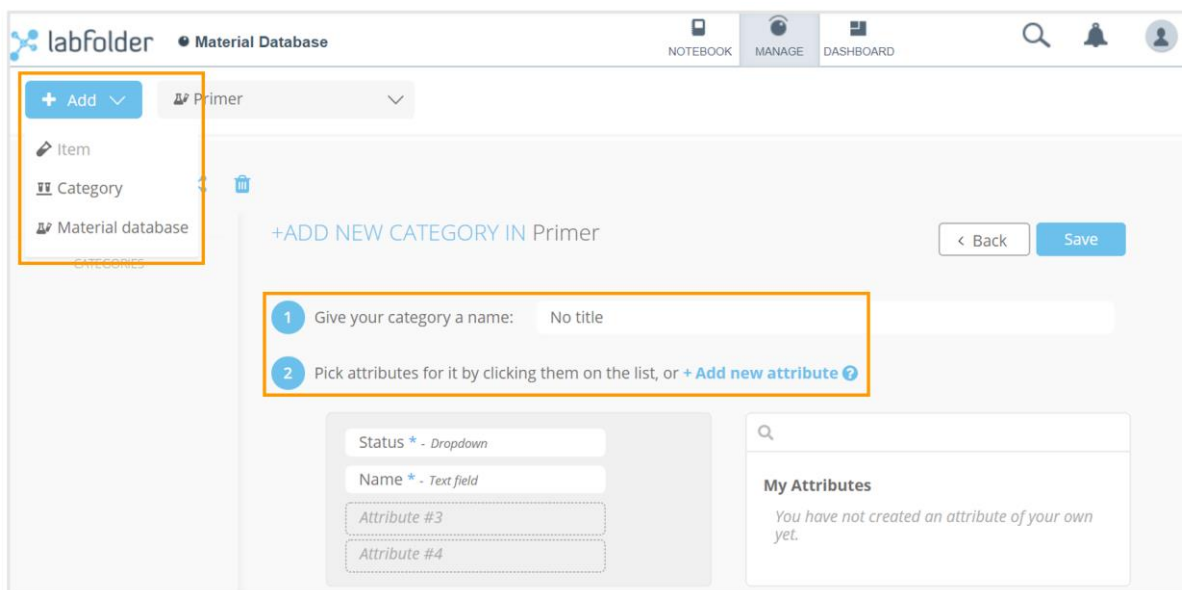 labfolder
Material Database
NOTEBOOK
MANAGE
DASHBOARD
+ Add
Primer
Item
Category
Material database
CATEGORIES
+ADD NEW CATEGORY IN Primer
< Back
Save
1 Give your category a name: No title
2 Pick attributes for it by clicking them on the list, or + Add new attribute ?
Status * - Dropdown
Name * - Text field
Attribute #3
Attribute #4
My Attributes
You have not created an attribute of your own
yet.